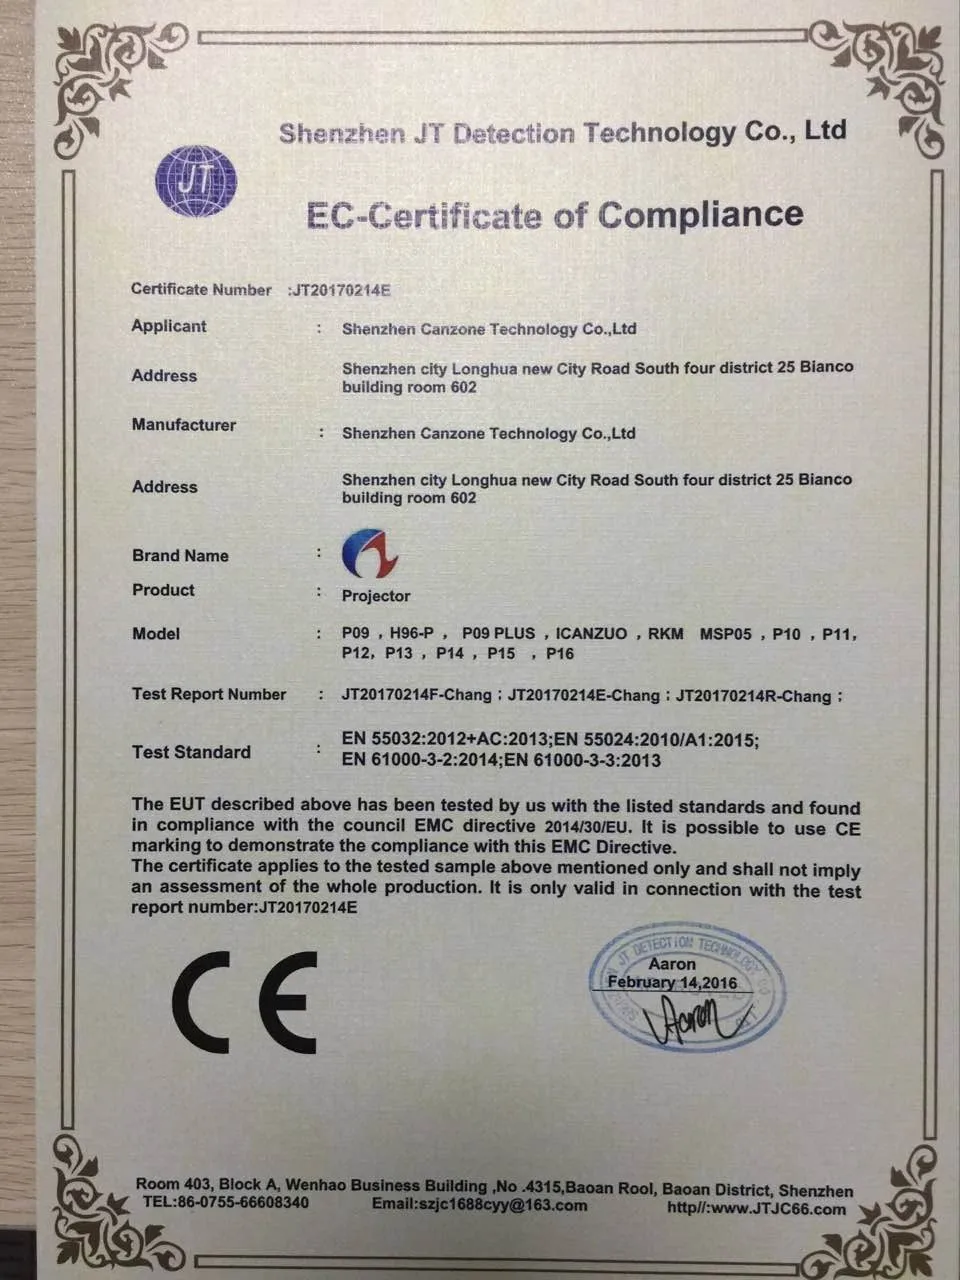 Shenzhen JT Detection Technology Co., Ltd
JT
EC-Certificate of Compliance
Certificate Number :JT20170214E
Applicant : Shenzhen Canzone Technology Co.,Ltd
Address Shenzhen city Longhua new City Road South four district 25 Bianco
building room 602
Manufacturer : Shenzhen Canzone Technology Co.,Ltd
Address Shenzhen city Longhua new City Road South four district 25 Bianco
building room 602
Brand Name :
Product : Projector
Model : P09 , H96-P , P09 PLUS , ICANZUO , RKM MSP05 , P10 , P11,
P12, P13 , P14 , P15 , P16
Test Report Number : JT20170214F-Chang ; JT20170214E-Chang ; JT20170214R-Chang ;
Test Standard : EN 55032:2012+AC:2013;EN 55024:2010/A1:2015;
EN 61000-3-2:2014;EN 61000-3-3:2013
The EUT described above has been tested by us with the listed standards and found
in compliance with the council EMC directive 2014/30/EU. It is possible to use CE
marking to demonstrate the compliance with this EMC Directive.
The certificate applies to the tested sample above mentioned only and shall not imply
an assessment of the whole production. It is only valid in connection with the test
report number:JT20170214E
CE
JT DETECTION TECHNOLOGY CO
Aaron
February 14,2016
Aaron
Room 403, Block A, Wenhao Business Building ,No .4315,Baoan Rool, Baoan District, Shenzhen
TEL:86-0755-66608340 Email:szjc1688cyy@163.com http//:www.JTJC66.com